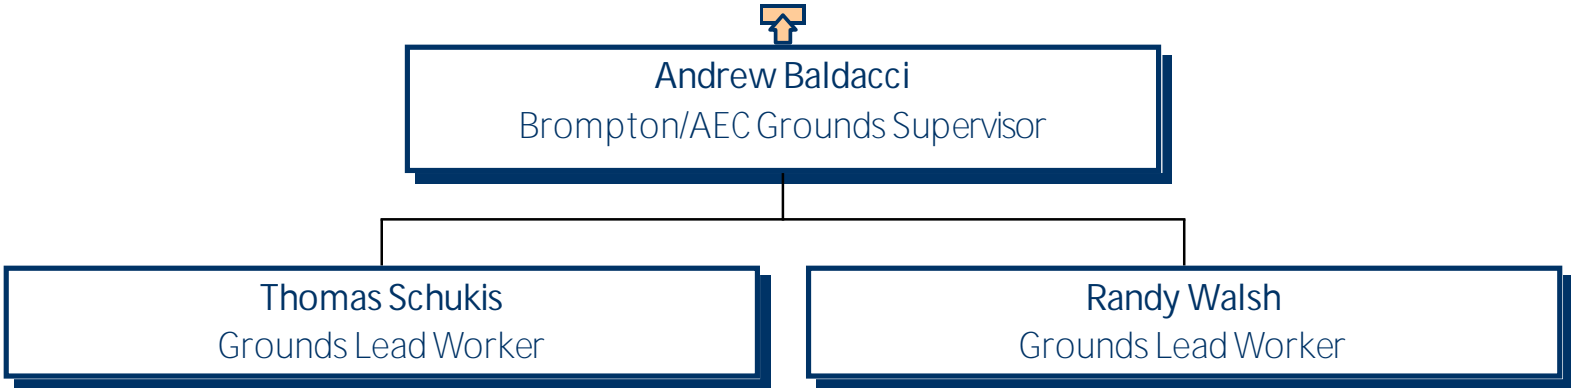 Andrew Baldacci
Brompton/AEC Grounds Supervisor
Thomas Schukis
Grounds Lead Worker
Randy Walsh
Grounds Lead Worker